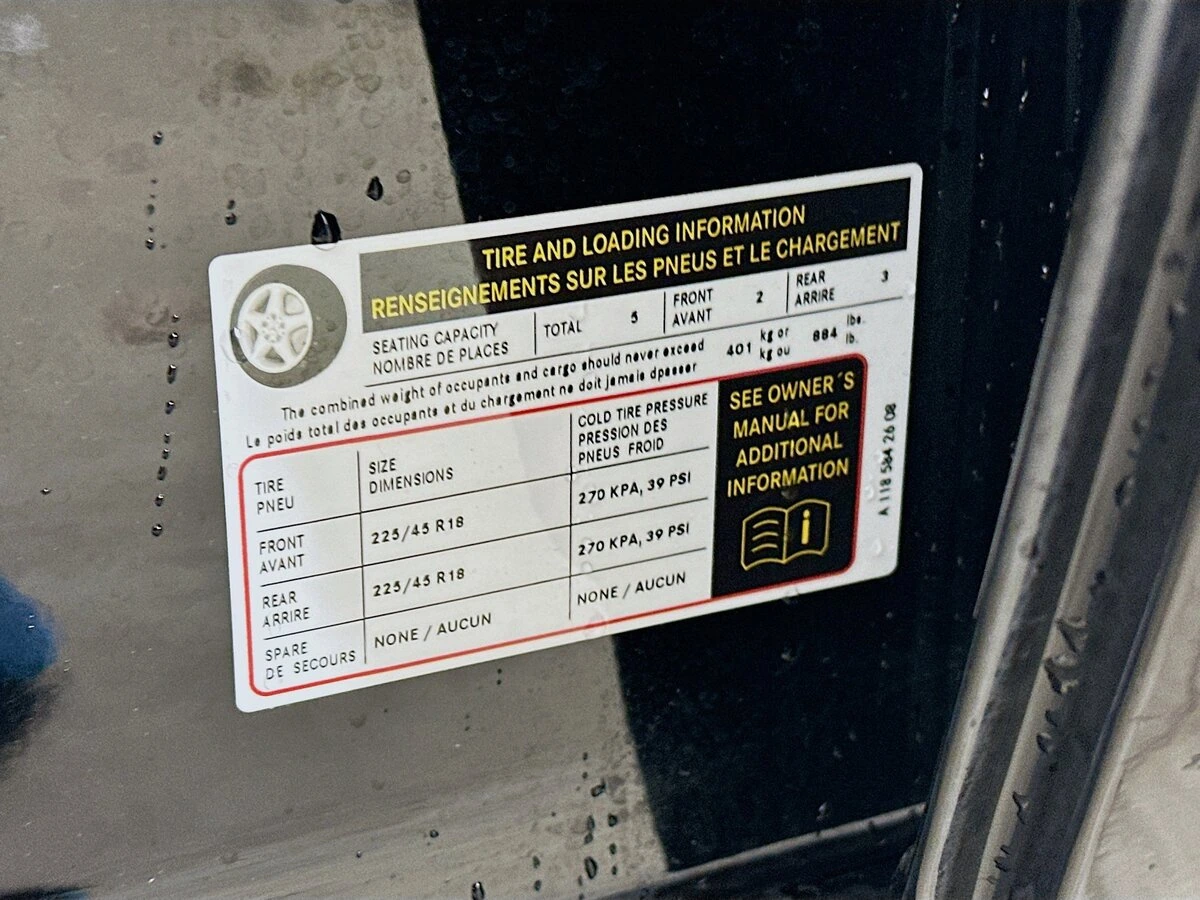 TIRE AND LOADING INFORMATION
RENSEIGNEMENTS SUR LES PNEUS ET LE CHARGEMENT
SEATING CAPACITY
NOMBRE DE PLACES
TOTAL 5
FRONT
AVANT
2
REAR
ARRIRE
3
The combined weight of occupants and cargo should never exceed
Le poids total des occupants et du chargement ne doit jamais dpasser
401 kg or
kg ou
884 lbs.
lb.
TIRE
PNEU
SIZE
DIMENSIONS
COLD TIRE PRESSURE
PRESSION DES
PNEUS FROID
FRONT
AVANT
225/45 R18
270 KPA, 39 PSI
REAR
ARRIRE
225/45 R18
270 KPA, 39 PSI
SPARE
DE SECOURS
NONE / AUCUN
NONE / AUCUN
SEE OWNER´S
MANUAL FOR
ADDITIONAL
INFORMATION
i
A 118 584 26 08